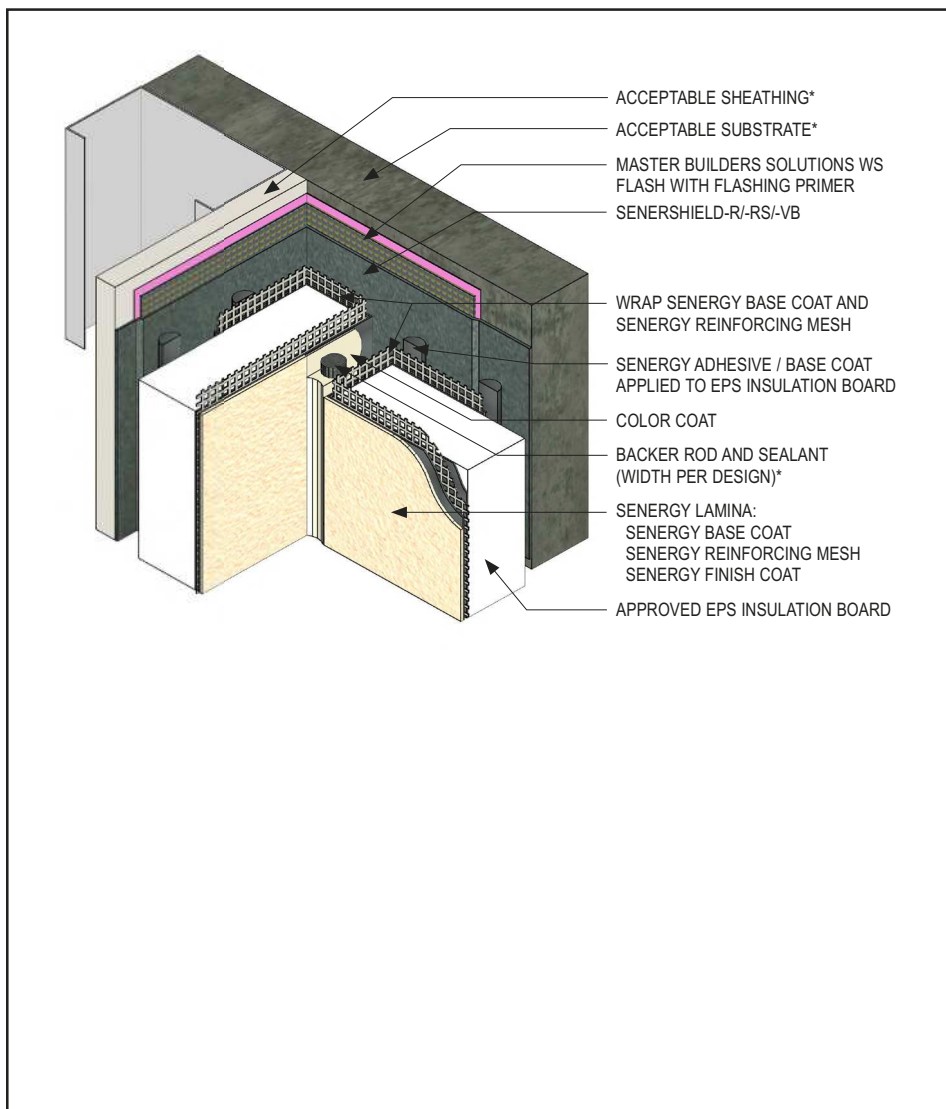 ACCEPTABLE SHEATHING*
ACCEPTABLE SUBSTRATE*
MASTER BUILDERS SOLUTIONS WS
FLASH WITH FLASHING PRIMER
SENERSHIELD-R/-RS/-VB
WRAP SENERGY BASE COAT AND
SENERGY REINFORCING MESH
SENERGY ADHESIVE / BASE COAT
APPLIED TO EPS INSULATION BOARD
COLOR COAT
BACKER ROD AND SEALANT
(WIDTH PER DESIGN)*
SENERGY LAMINA:
SENERGY BASE COAT
SENERGY REINFORCING MESH
SENERGY FINISH COAT
APPROVED EPS INSULATION BOARD